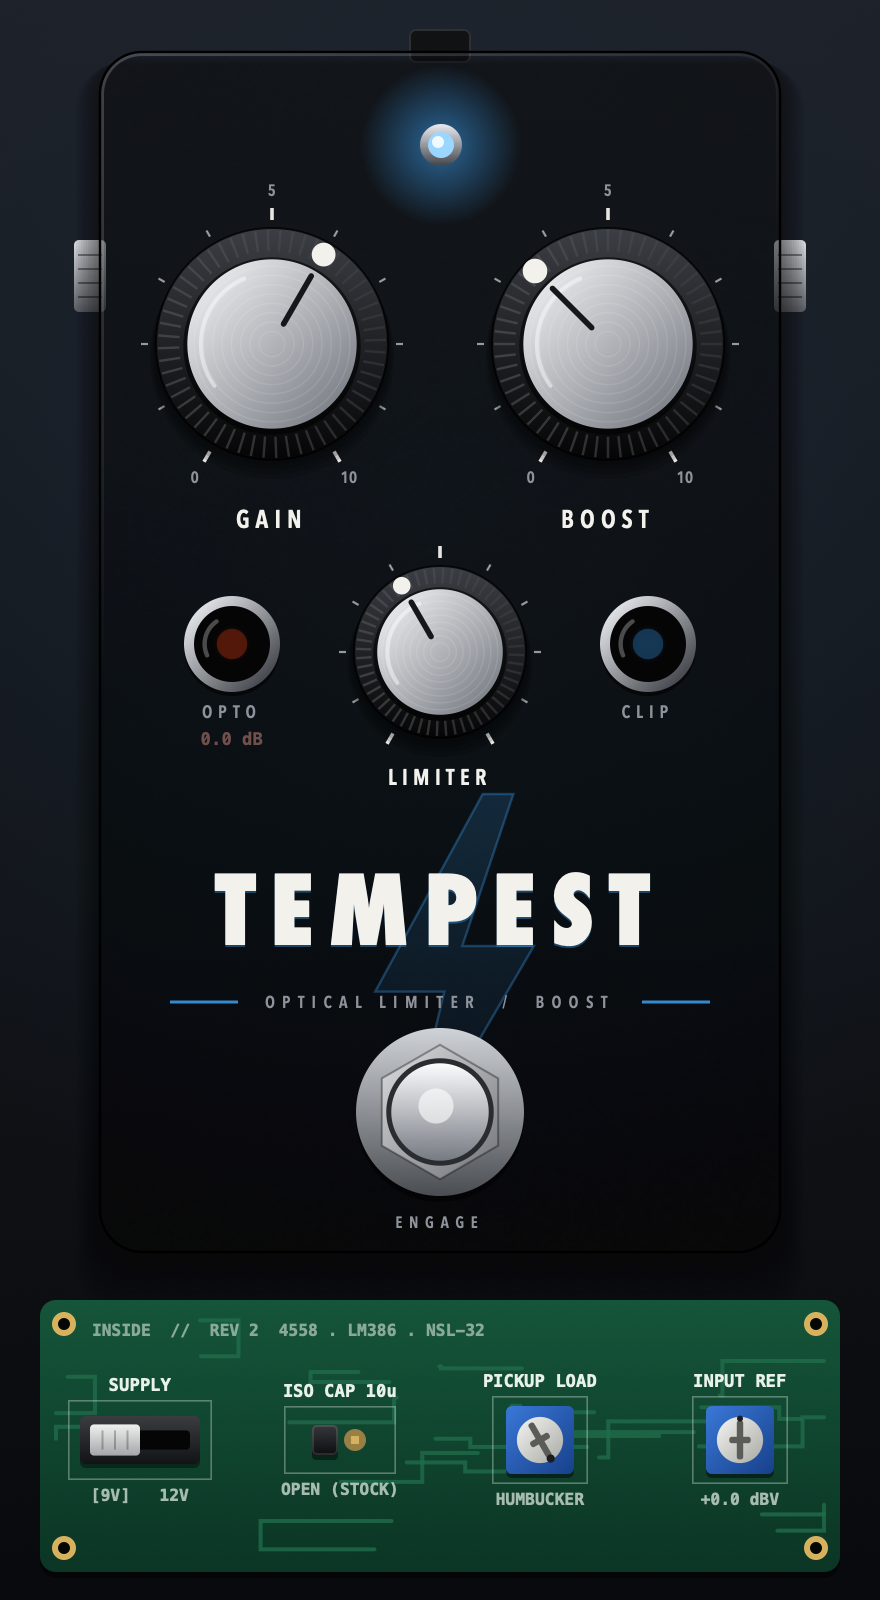 5 5
0 10 0 10
GAIN BOOST
OPTO CLIP
0.0 dB
LIMITER
TEMPEST
OPTICAL LIMITER / BOOST
ENGAGE
INSIDE // REV 2 4558 . LM386 . NSL-32
SUPPLY ISO CAP 10u PICKUP LOAD INPUT REF
[9V] 12V OPEN (STOCK) HUMBUCKER +0.0 dBV